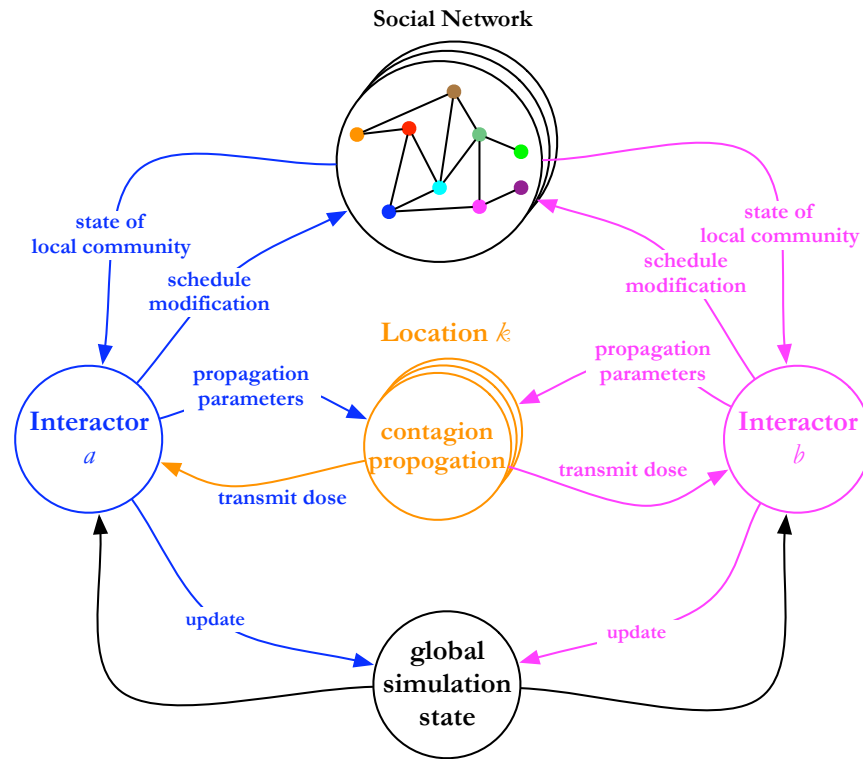 Social Network
state of
local community
schedule
modification
state of
local community
schedule
modification
Location k
propagation
parameters
propagation
parameters
Interactor
a
contagion
propogation
Interactor
b
transmit dose
transmit dose
update
update
global
simulation
state